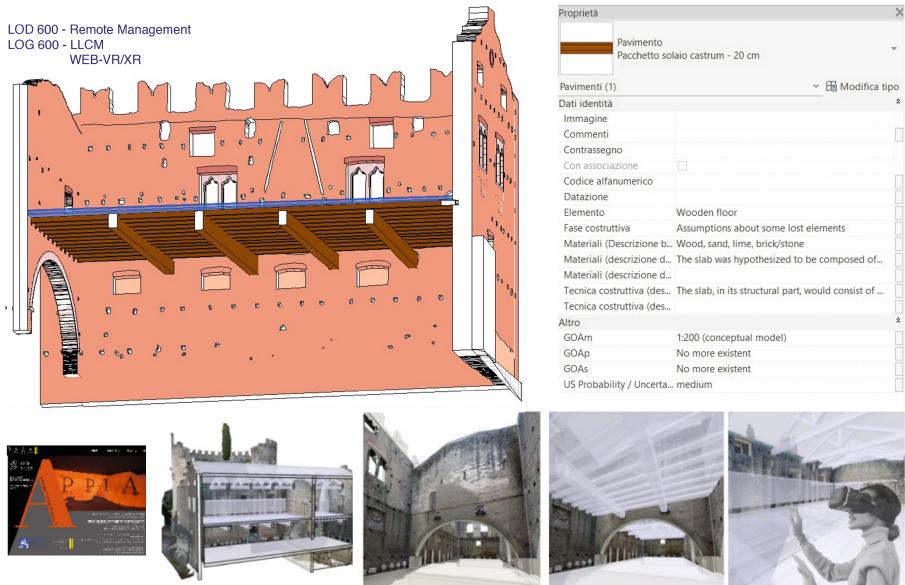 LOD 600 - Remote Management
LOG 600 - LLCM
WEB-VR/XR
Proprietà
Pavimento
Pacchetto solaio castrum - 20 cm
Pavimenti (1)
Modifica tipo
Dati identità
Immagine
Commenti
Contrassegno
Con associazione
Codice alfanumerico
Datazione
Elemento Wooden floor
Fase costruttiva Assumptions about some lost elements
Materiali (Descrizione b... Wood, sand, lime, brick/stone
Materiali (descrizione d... The slab was hypothesized to be composed of...
Materiali (descrizione d...
Tecnica costruttiva (des... The slab, in its structural part, would consist of ...
Tecnica costruttiva (des...
Altro
GOAm 1:200 (conceptual model)
GOAp No more existent
GOAs No more existent
US Probability / Uncerta... medium
A
PPIA